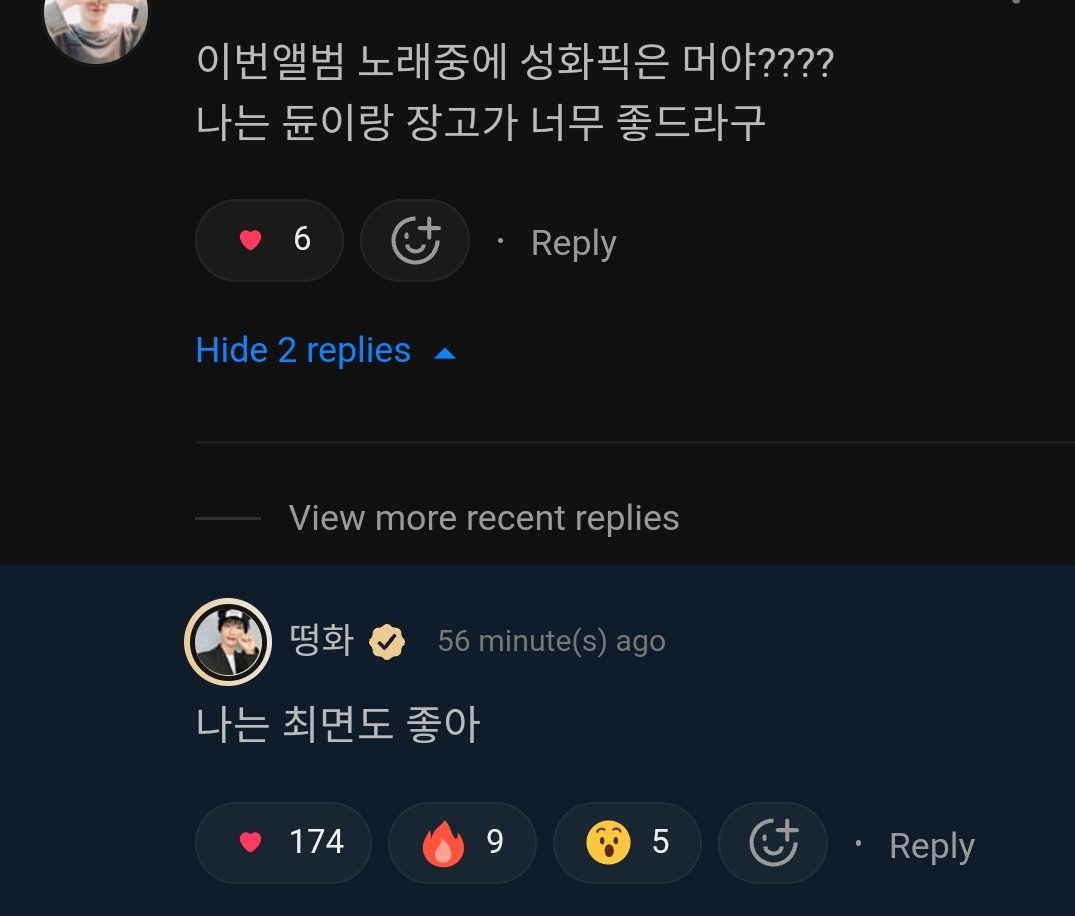 이번앨범 노래중에 성화픽은 머야????
나는 듄이랑 장고가 너무 좋드라구
6 · Reply
Hide 2 replies
View more recent replies
떵화 56 minute(s) ago
나는 최면도 좋아
174 9 5 · Reply